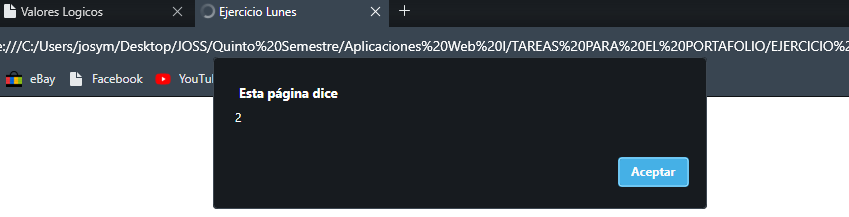 Valores Logicos
Ejercicio Lunes
e:///C:/Users/josym/Desktop/JOSS/Quinto%20Semestre/Aplicaciones%20Web%20I/TAREAS%20PARA%20EL%20PORTAFOLIO/EJERCICIO%2
eBay
Facebook
YouTu
Esta página dice
2
Aceptar